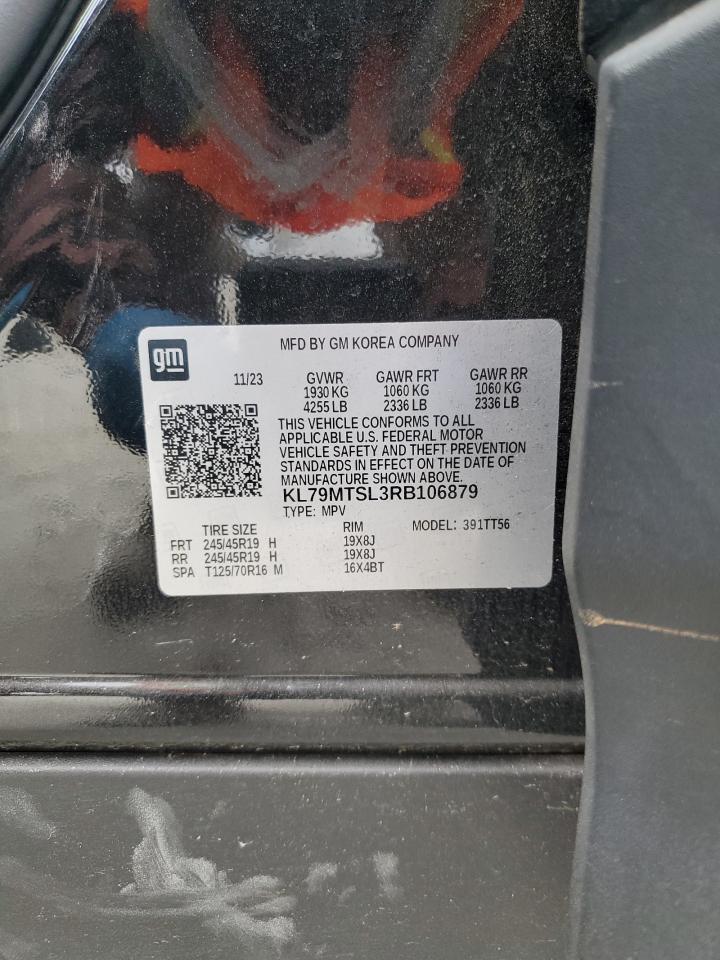 gm
MFD BY GM KOREA COMPANY
11/23 GVWR GAWR FRT GAWR RR
1930 KG 1060 KG 1060 KG
4255 LB 2336 LB 2336 LB
THIS VEHICLE CONFORMS TO ALL
APPLICABLE U.S. FEDERAL MOTOR
VEHICLE SAFETY AND THEFT PREVENTION
STANDARDS IN EFFECT ON THE DATE OF
MANUFACTURE SHOWN ABOVE.
KL79MTSL3RB106879
TYPE: MPV MODEL: 391TT56
TIRE SIZE RIM
FRT 245/45R19 H 19X8J
RR 245/45R19 H 19X8J
SPA T125/70R16 M 16X4BT